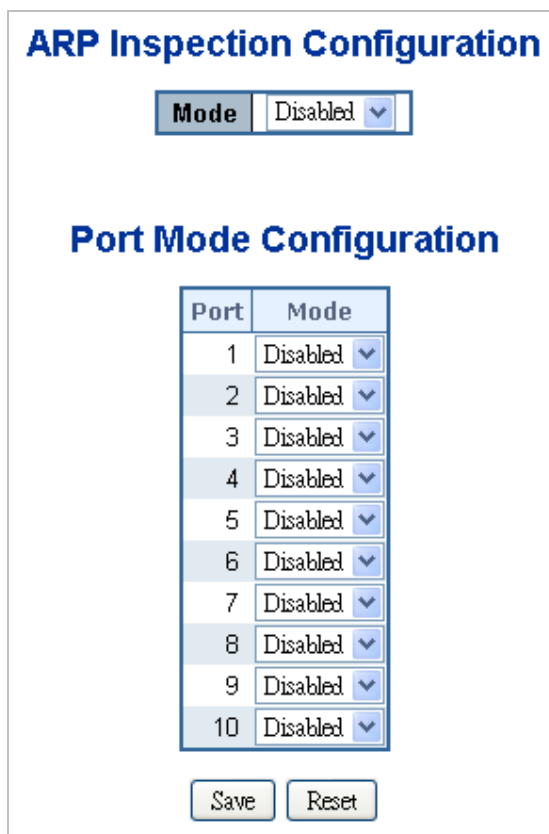 ARP Inspection Configuration
Mode Disabled
Port Mode Configuration
Port Mode
1 Disabled
2 Disabled
3 Disabled
4 Disabled
5 Disabled
6 Disabled
7 Disabled
8 Disabled
9 Disabled
10 Disabled
Save Reset